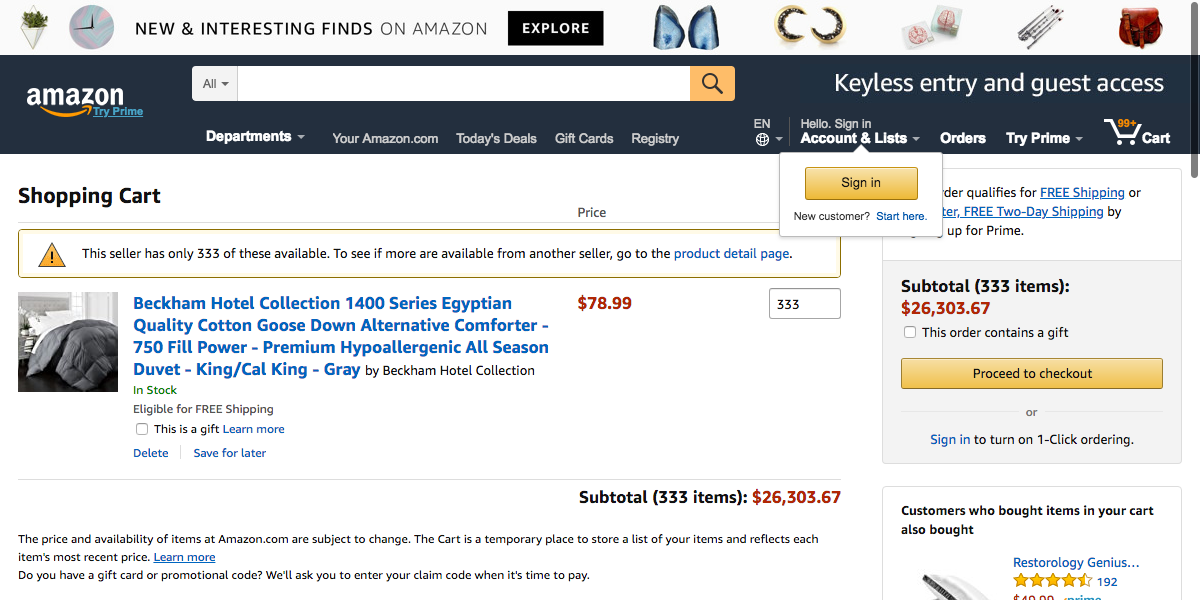 NEW & INTERESTING FINDS ON AMAZON EXPLORE
All
Keyless entry and guest access
amazon
Try Prime
Departments Your Amazon.com Today's Deals Gift Cards Registry
EN
Hello. Sign in
Account & Lists Orders Try Prime 99+ Cart
Sign in
New customer? Start here.
Shopping Cart
Price
This seller has only 333 of these available. To see if more are available from another seller, go to the product detail page.
Beckham Hotel Collection 1400 Series Egyptian
Quality Cotton Goose Down Alternative Comforter -
750 Fill Power - Premium Hypoallergenic All Season
Duvet - King/Cal King - Gray by Beckham Hotel Collection
$78.99
333
In Stock
Eligible for FREE Shipping
This is a gift Learn more
Delete Save for later
Subtotal (333 items): $26,303.67
The price and availability of items at Amazon.com are subject to change. The Cart is a temporary place to store a list of your items and reflects each
item's most recent price. Learn more
Do you have a gift card or promotional code? We'll ask you to enter your claim code when it's time to pay.
qualifies for FREE Shipping or
FREE Two-Day Shipping by
up for Prime.
Subtotal (333 items):
$26,303.67
This order contains a gift
Proceed to checkout
or
Sign in to turn on 1-Click ordering.
Customers who bought items in your cart
also bought
Restorology Genius...
192